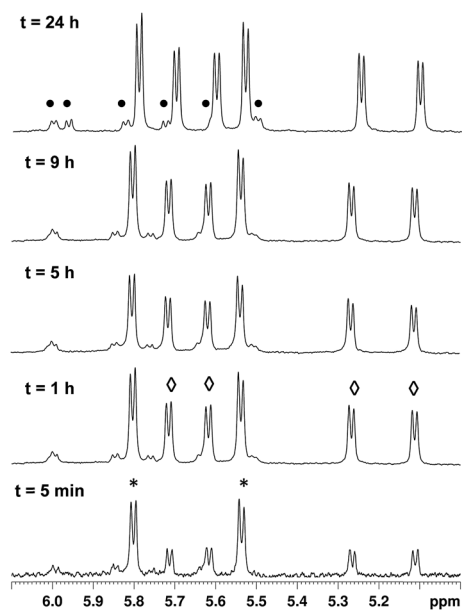 t = 24 h
● ● ● ● ● ●
t = 9 h
t = 5 h
t = 1 h
◊ ◊ ◊ ◊
t = 5 min
* *
6.0 5.9 5.8 5.7 5.6 5.5 5.4 5.3 5.2 ppm